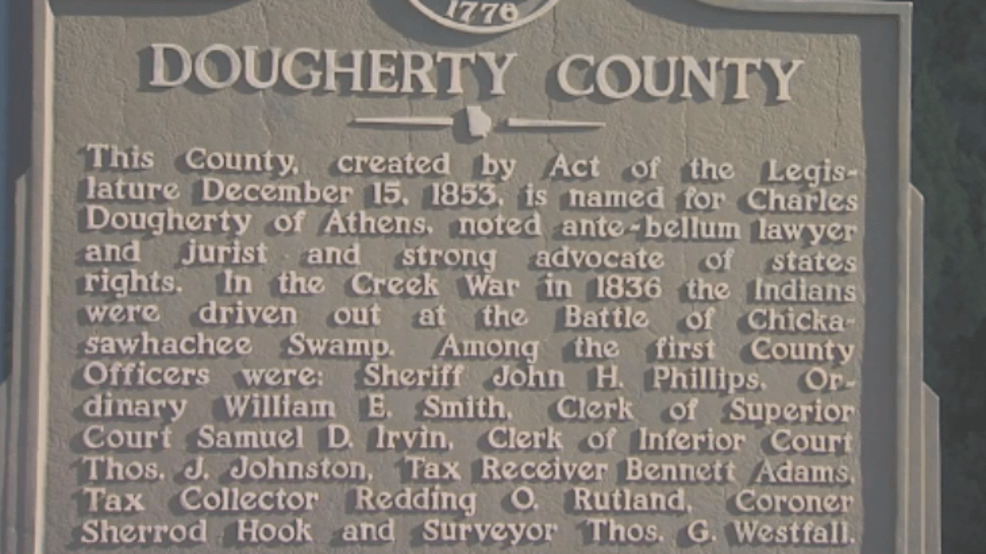 1776
DOUGHERTY COUNTY
This County, created by Act of the Legis-
lature December 15, 1853, is named for Charles
Dougherty of Athens, noted ante-bellum lawyer
and jurist and strong advocate of states
rights. In the Creek War in 1836 the Indians
were driven out at the Battle of Chicka-
sawhachee Swamp. Among the first County
Officers were: Sheriff John H. Phillips, Or-
dinary William E. Smith, Clerk of Superior
Court Samuel D. Irvin, Clerk of Inferior Court
Thos. J. Johnston, Tax Receiver Bennett Adams,
Tax Collector Redding O. Rutland, Coroner
Sherrod Hook and Surveyor Thos. G. Westfall.